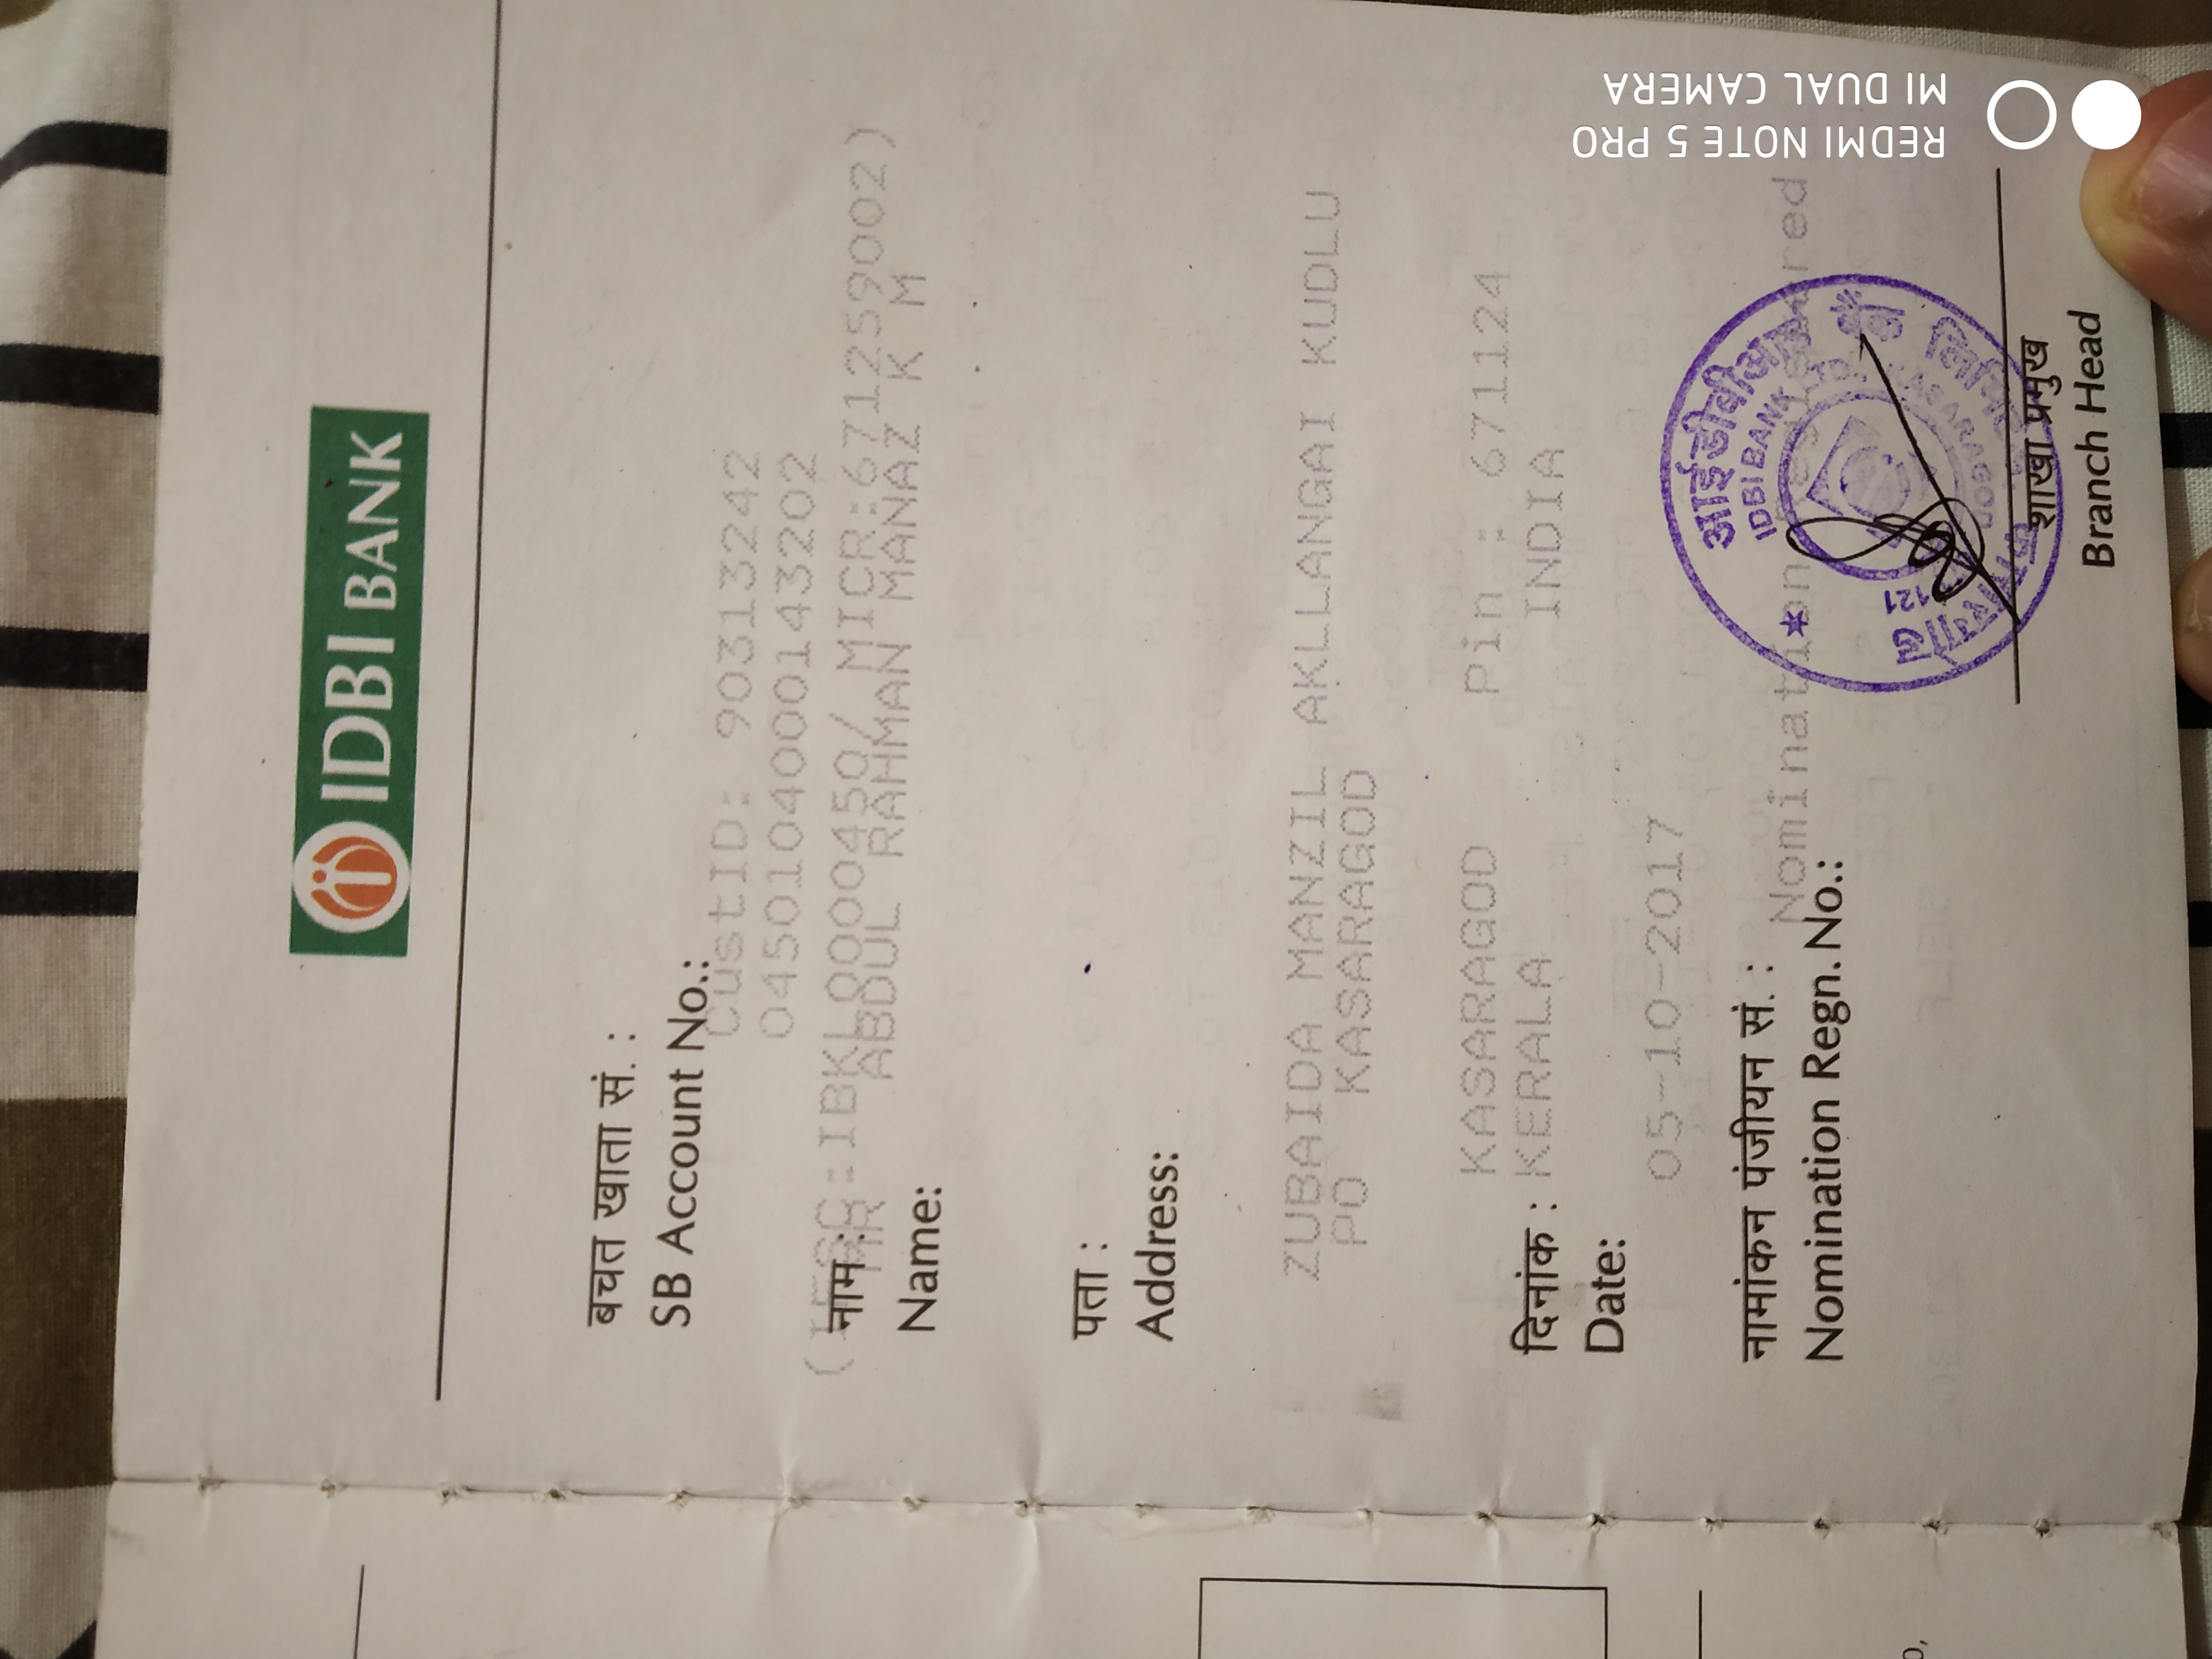 IDBI BANK
बचत खाता सं. :
SB Account No.:
CustID: 90313242
0450104000143202
(IFSC:IBKL0000450/ MICR:671259002)
नाम:
MR ABDUL RAHMAN MANAZ K M
Name:
पता :
Address:
ZUBAIDA MANZIL AKLLANGAI KUDLU
PO KASARAGOD
KASARAGOD Pin : 671124
दिनांक : KERALA INDIA
Date:
05-10-2017
नामांकन पंजीयन सं. :
Nomination
Nomination Regn. No.:
आईडीबीआई
IDBI BANK
121
शाखा प्रमुख
Branch Head
REDMI NOTE 5 PRO
MI DUAL CAMERA